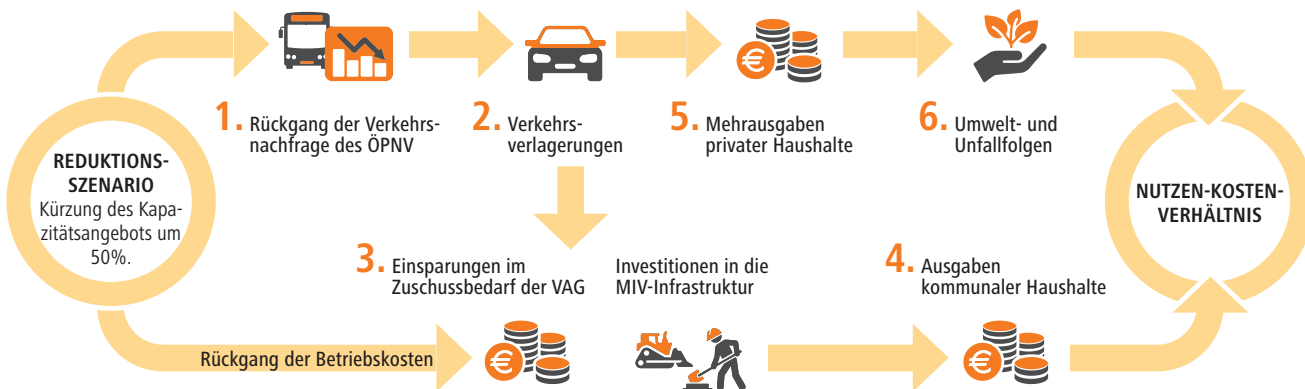 REDUKTIONS-
SZENARIO
Kürzung des Kapa-
zitätsangebots um
50%.
1. Rückgang der Verkehrs-
nachfrage des ÖPNV
2. Verkehrs-
verlagerungen
5. Mehrausgaben
privater Haushalte
6. Umwelt- und
Unfallfolgen
3. Einsparungen im
Zuschussbedarf der VAG
Investitionen in die
MIV-Infrastruktur
4. Ausgaben
kommunaler Haushalte
Rückgang der Betriebskosten
NUTZEN-KOSTEN-
VERHÄLTNIS
€
€
€